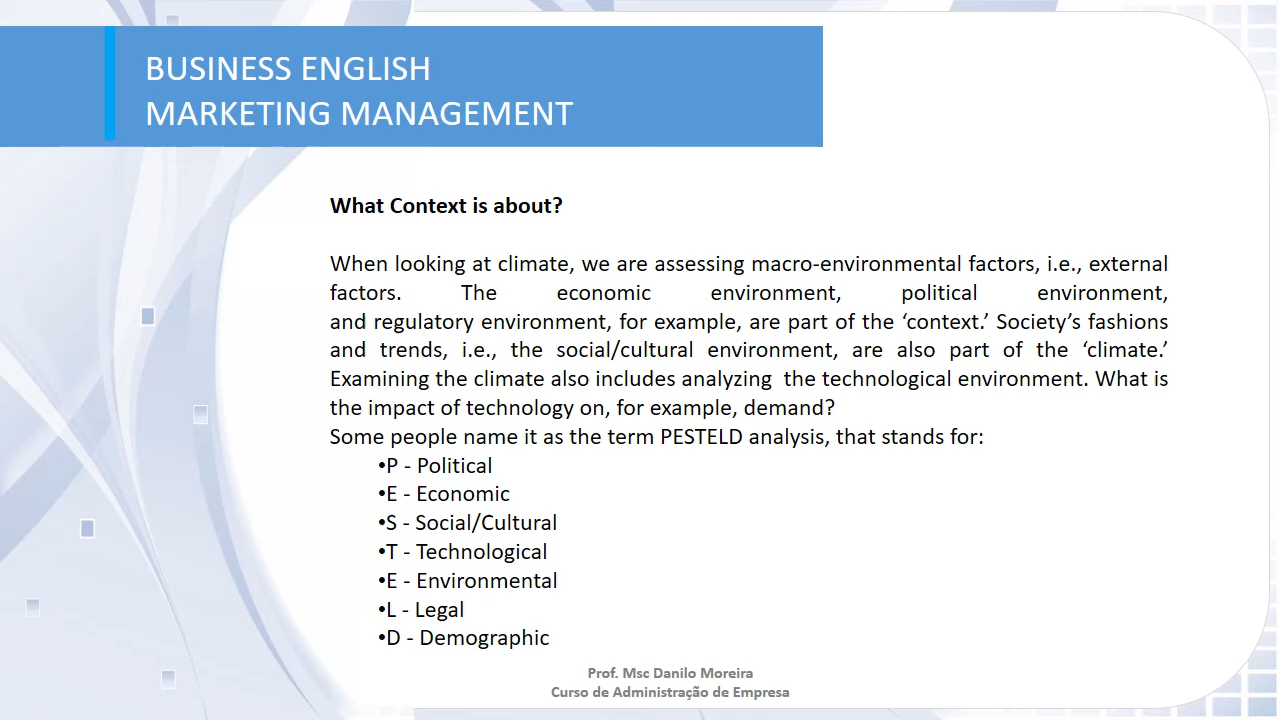 BUSINESS ENGLISH
MARKETING MANAGEMENT
What Context is about?
When looking at climate, we are assessing macro-environmental factors, i.e., external
factors. The economic environment, political environment,
and regulatory environment, for example, are part of the ‘context.’ Society’s fashions
and trends, i.e., the social/cultural environment, are also part of the ‘climate.’
Examining the climate also includes analyzing  the technological environment. What is
the impact of technology on, for example, demand?
Some people name it as the term PESTELD analysis, that stands for:
•P - Political
•E - Economic
•S - Social/Cultural
•T - Technological
•E - Environmental
•L - Legal
•D - Demographic
Prof. Msc Danilo Moreira
Curso de Administração de Empresa